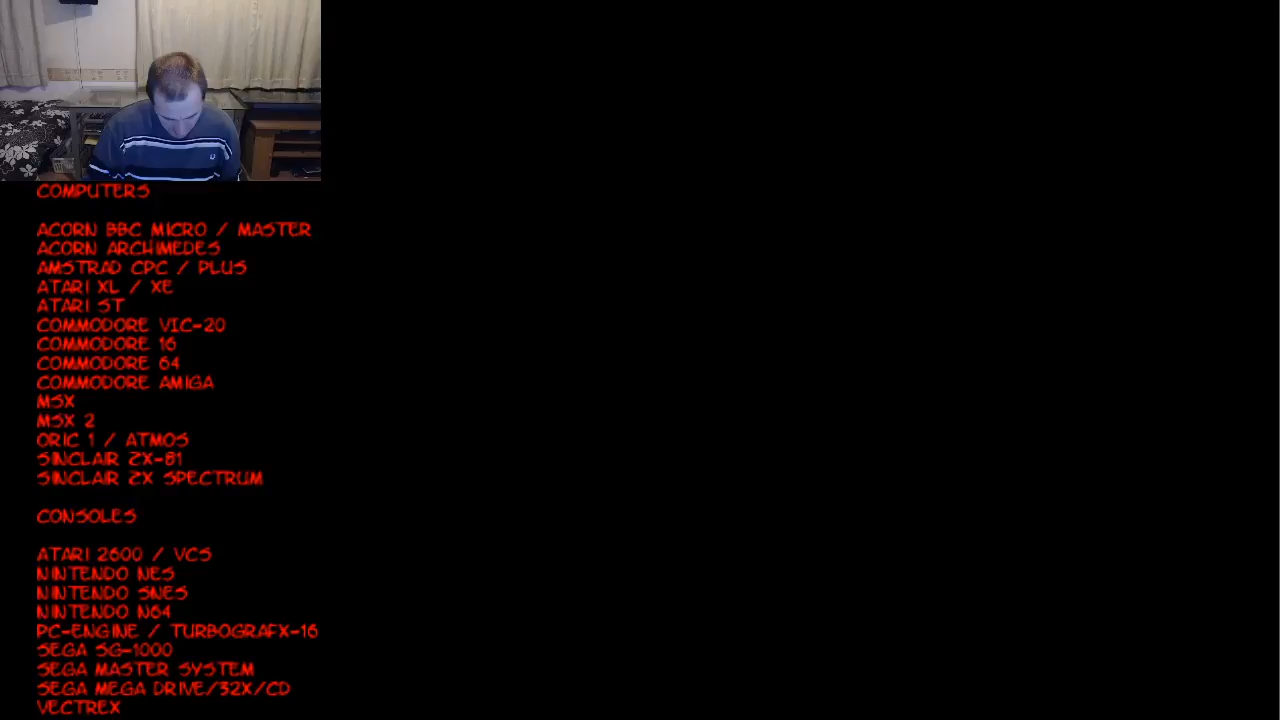 COMPUTERS
ACORN BBC MICRO / MASTER
ACORN ARCHIMEDES
AMSTRAD CPC / PLUS
ATARI XL / XE
ATARI ST
COMMODORE VIC-20
COMMODORE 16
COMMODORE 64
COMMODORE AMIGA
MSX
MSX 2
ORIC 1 / ATMOS
SINCLAIR ZX-81
SINCLAIR ZX SPECTRUM
CONSOLES
ATARI 2600 / VCS
NINTENDO NES
NINTENDO SNES
NINTENDO N64
PC-ENGINE / TURBOGRAFX-16
SEGA SG-1000
SEGA MASTER SYSTEM
SEGA MEGA DRIVE/32X/CD
VECTREX